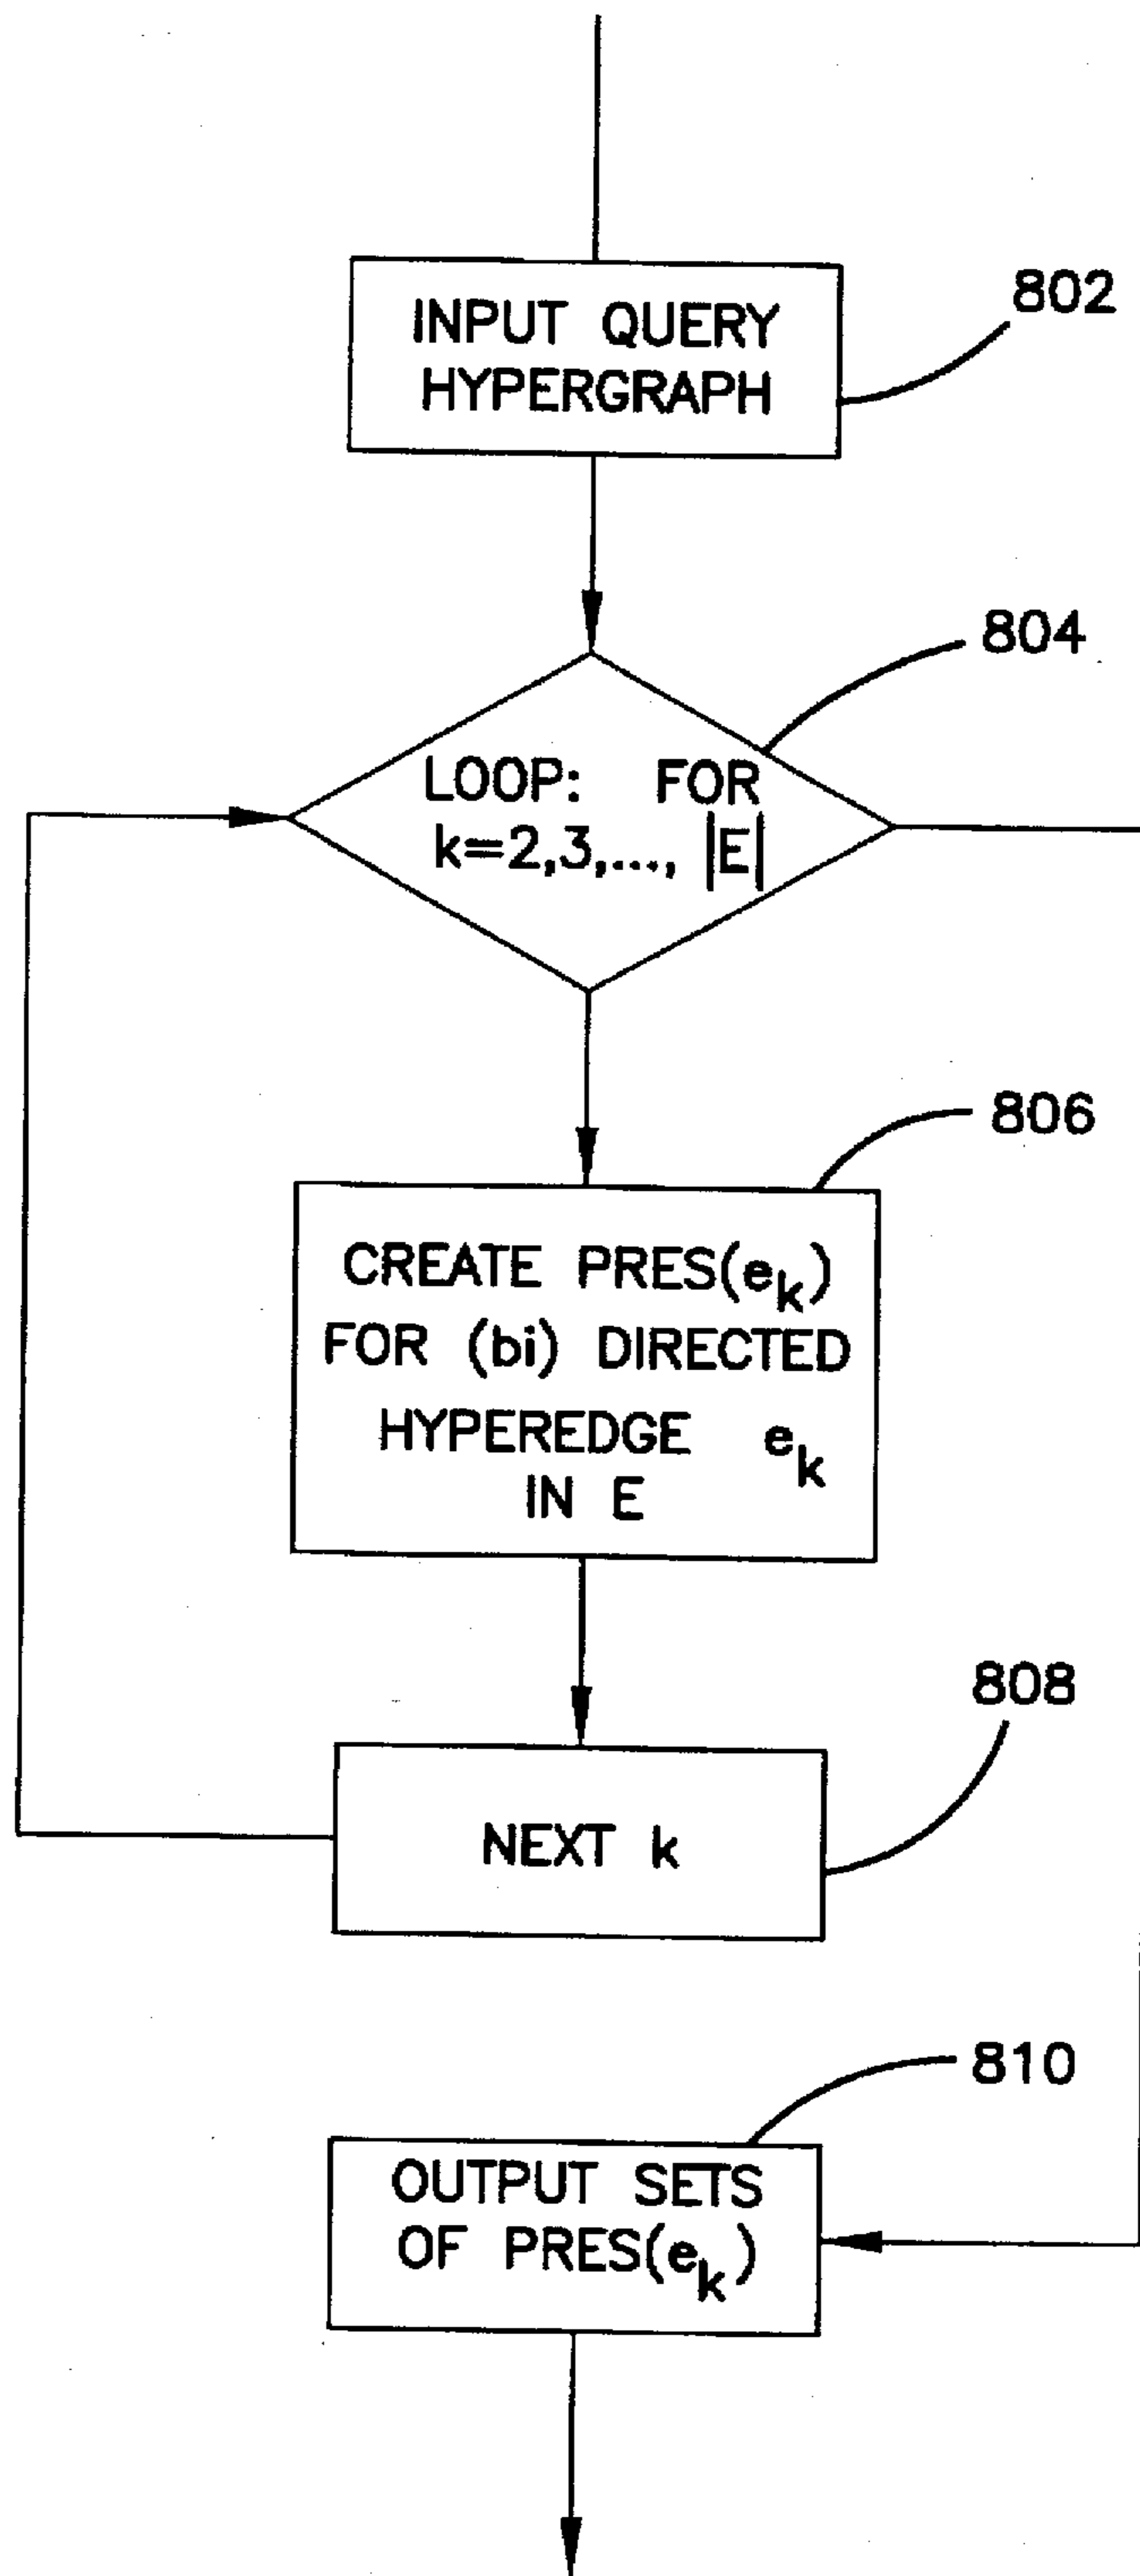 INPUT QUERY
HYPERGRAPH
802
804
LOOP: FOR
k=2,3,..., |E|
806
CREATE PRES(e_k)
FOR (bi) DIRECTED
HYPEREDGE e_k
IN E
808
NEXT k
810
OUTPUT SETS
OF PRES(e_k)